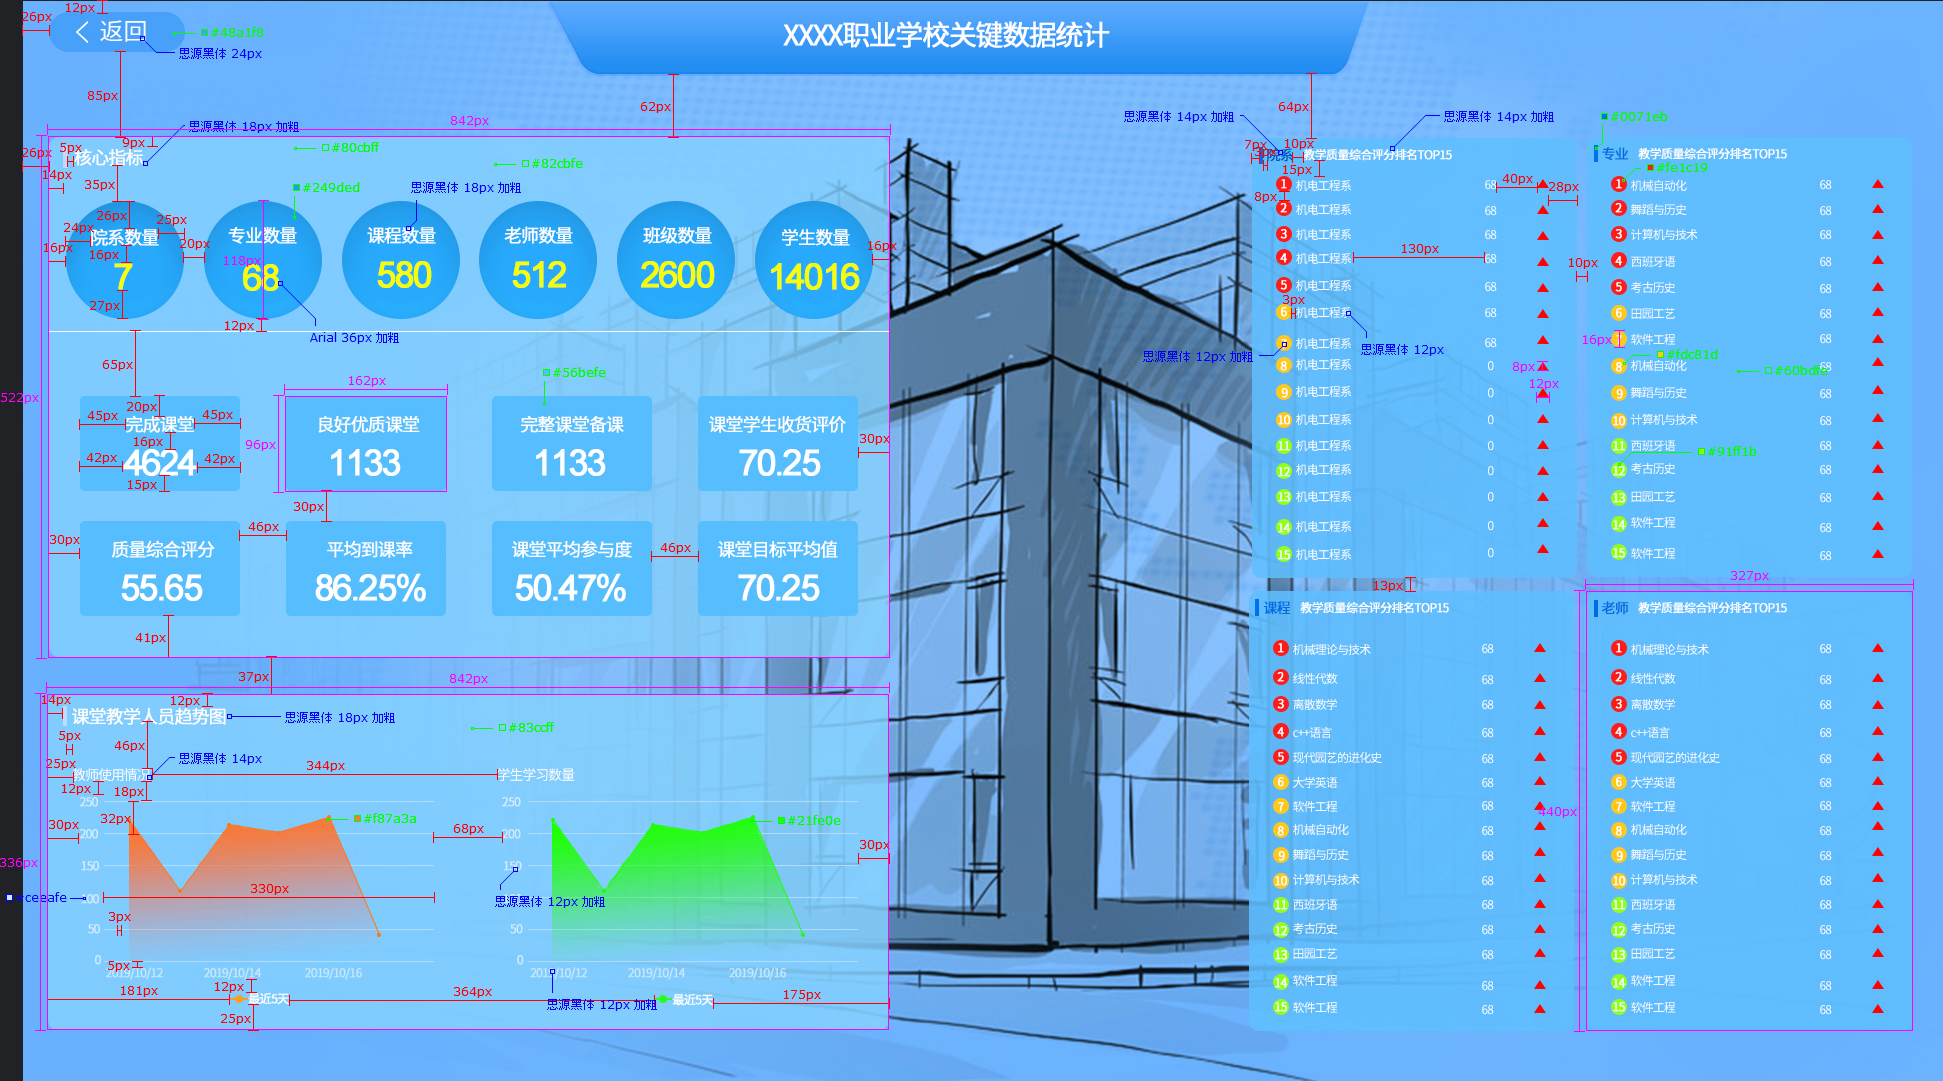 返回
XXXX职业学校关键数据统计
26px
12px
#48a1f8
思源黑体 24px
85px
62px
64px
思源黑体 18px 加粗
842px
思源黑体 14px 加粗
思源黑体 14px 加粗
#0071eb
26px
5px
9px
核心指标
#80cbff
#82cbfe
14px
35px
#249ded
思源黑体 18px 加粗
24px
26px
25px
16px
16px
20px
27px
118px
12px
16px
院系数量
7
专业数量
68
课程数量
580
老师数量
512
班级数量
2600
学生数量
14016
Arial 36px 加粗
65px
162px
#56befe
522px
20px
45px
45px
16px
42px
42px
15px
96px
30px
完成课堂
4624
良好优质课堂
1133
完整课堂备课
1133
课堂学生收货评价
70.25
30px
30px
46px
46px
质量综合评分
55.65
平均到课率
86.25%
课堂平均参与度
50.47%
课堂目标平均值
70.25
41px
37px
842px
14px
12px
课堂教学人员趋势图
思源黑体 18px 加粗
#83ccff
5px
46px
思源黑体 14px
25px
教师使用情况
344px
学生学习数量
12px
18px
30px
32px
#f87a3a
68px
#21fe0e
30px
336px
330px
#ceeafe
3px
思源黑体 12px 加粗
250
200
150
100
50
0
2019/10/12
2019/10/14
2019/10/16
250
200
150
100
50
0
2019/10/12
2019/10/14
2019/10/16
5px
181px
12px
最近5天
364px
思源黑体 12px 加粗
最近5天
175px
25px
7px
10px
15px
8px
院系
教学质量综合评分排名TOP15
40px
28px
130px
10px
3px
思源黑体 12px 加粗
思源黑体 12px
8px
12px
1 机电工程系 68
2 机电工程系 68
3 机电工程系 68
4 机电工程系 68
5 机电工程系 68
6 机电工程系 68
机电工程系 68
8 机电工程系 0
9 机电工程系 0
10 机电工程系 0
11 机电工程系 0
12 机电工程系 0
13 机电工程系 0
14 机电工程系 0
15 机电工程系 0
专业 教学质量综合评分排名TOP15
#fe1c19
16px
#fdc81d
#91ff1b
1 机械自动化 68
2 舞蹈与历史 68
3 计算机与技术 68
4 西班牙语 68
5 考古历史 68
6 田园工艺 68
软件工程 68
8 机械自动化 68
9 舞蹈与历史 68
10 计算机与技术 68
11 西班牙语 68
12 考古历史 68
13 田园工艺 68
14 软件工程 68
15 软件工程 68
13px
327px
440px
课程 教学质量综合评分排名TOP15
1 机械理论与技术 68
2 线性代数 68
3 离散数学 68
4 c++语言 68
5 现代园艺的进化史 68
6 大学英语 68
7 软件工程 68
8 机械自动化 68
9 舞蹈与历史 68
10 计算机与技术 68
11 西班牙语 68
12 考古历史 68
13 田园工艺 68
14 软件工程 68
15 软件工程 68
老师 教学质量综合评分排名TOP15
1 机械理论与技术 68
2 线性代数 68
3 离散数学 68
4 c++语言 68
5 现代园艺的进化史 68
6 大学英语 68
7 软件工程 68
8 机械自动化 68
9 舞蹈与历史 68
10 计算机与技术 68
11 西班牙语 68
12 考古历史 68
13 田园工艺 68
14 软件工程 68
15 软件工程 68